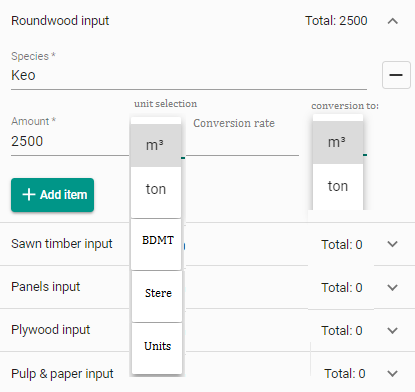 Roundwood input Total: 2500
Species *
Keo
unit selection
conversion to:
Amount *
Conversion rate
2500
m³
m³
ton
ton
+ Add item
BDMT
Sawn timber input Total: 0
Panels input Total: 0
Stere
Plywood input Total: 0
Units
Pulp & paper input Total: 0